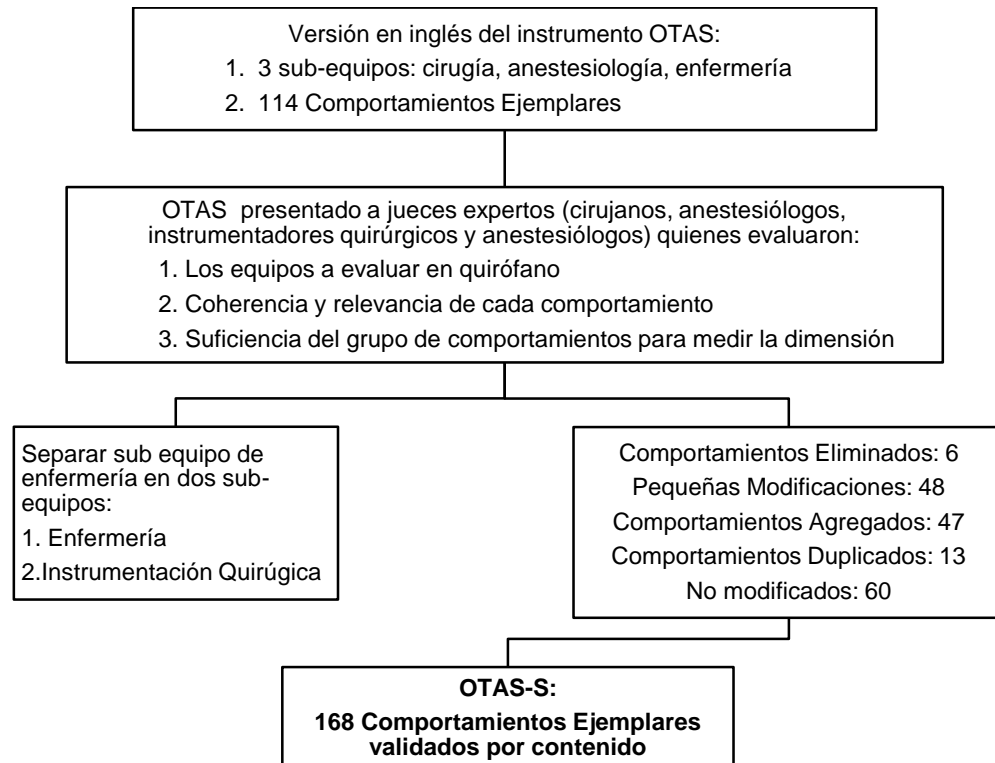 Versión en inglés del instrumento OTAS:
1. 3 sub-equipos: cirugía, anestesiología, enfermería
2. 114 Comportamientos Ejemplares
OTAS presentado a jueces expertos (cirujanos, anestesiólogos,
instrumentadores quirúrgicos y anestesiólogos) quienes evaluaron:
1. Los equipos a evaluar en quirófano
2. Coherencia y relevancia de cada comportamiento
3. Suficiencia del grupo de comportamientos para medir la dimensión
Separar sub equipo de
enfermería en dos sub-
equipos:
1. Enfermería
2.Instrumentación Quirúgica
Comportamientos Eliminados: 6
Pequeñas Modificaciones: 48
Comportamientos Agregados: 47
Comportamientos Duplicados: 13
No modificados: 60
OTAS-S:
168 Comportamientos Ejemplares
validados por contenido